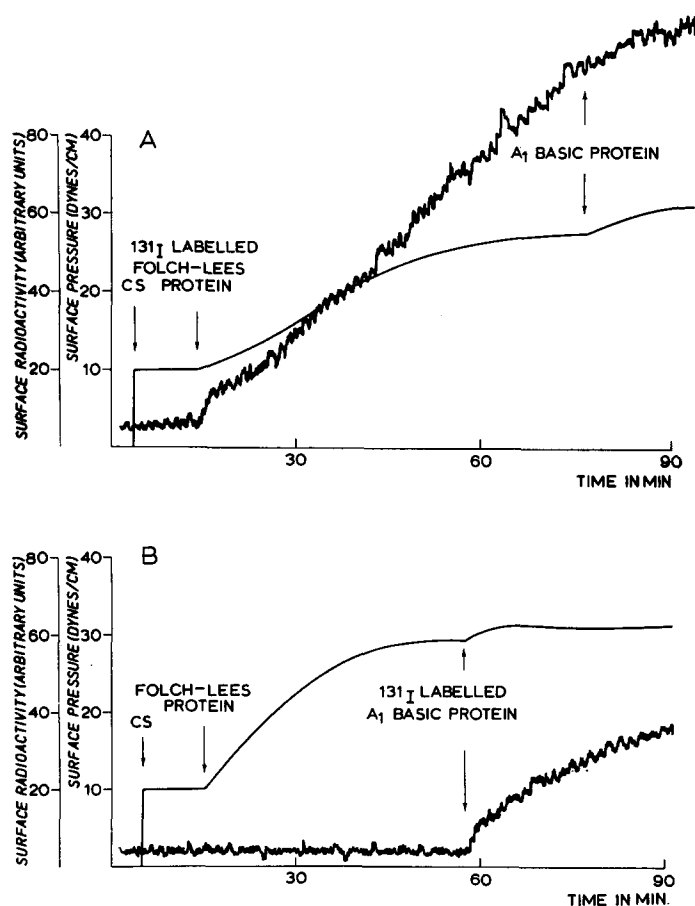 A
SURFACE RADIOACTIVITY (ARBITRARY UNITS)
SURFACE PRESSURE (DYNES/CM)
80
60
40
20
40
30
20
10
131I LABELLED
FOLCH-LEES
CS PROTEIN
A1 BASIC PROTEIN
30
60
90
TIME IN MIN
B
SURFACE RADIOACTIVITY (ARBITRARY UNITS)
SURFACE PRESSURE (DYNES/CM)
80
60
40
20
40
30
20
10
FOLCH-LEES
PROTEIN
CS
131I LABELLED
A1 BASIC PROTEIN
30
60
90
TIME IN MIN.